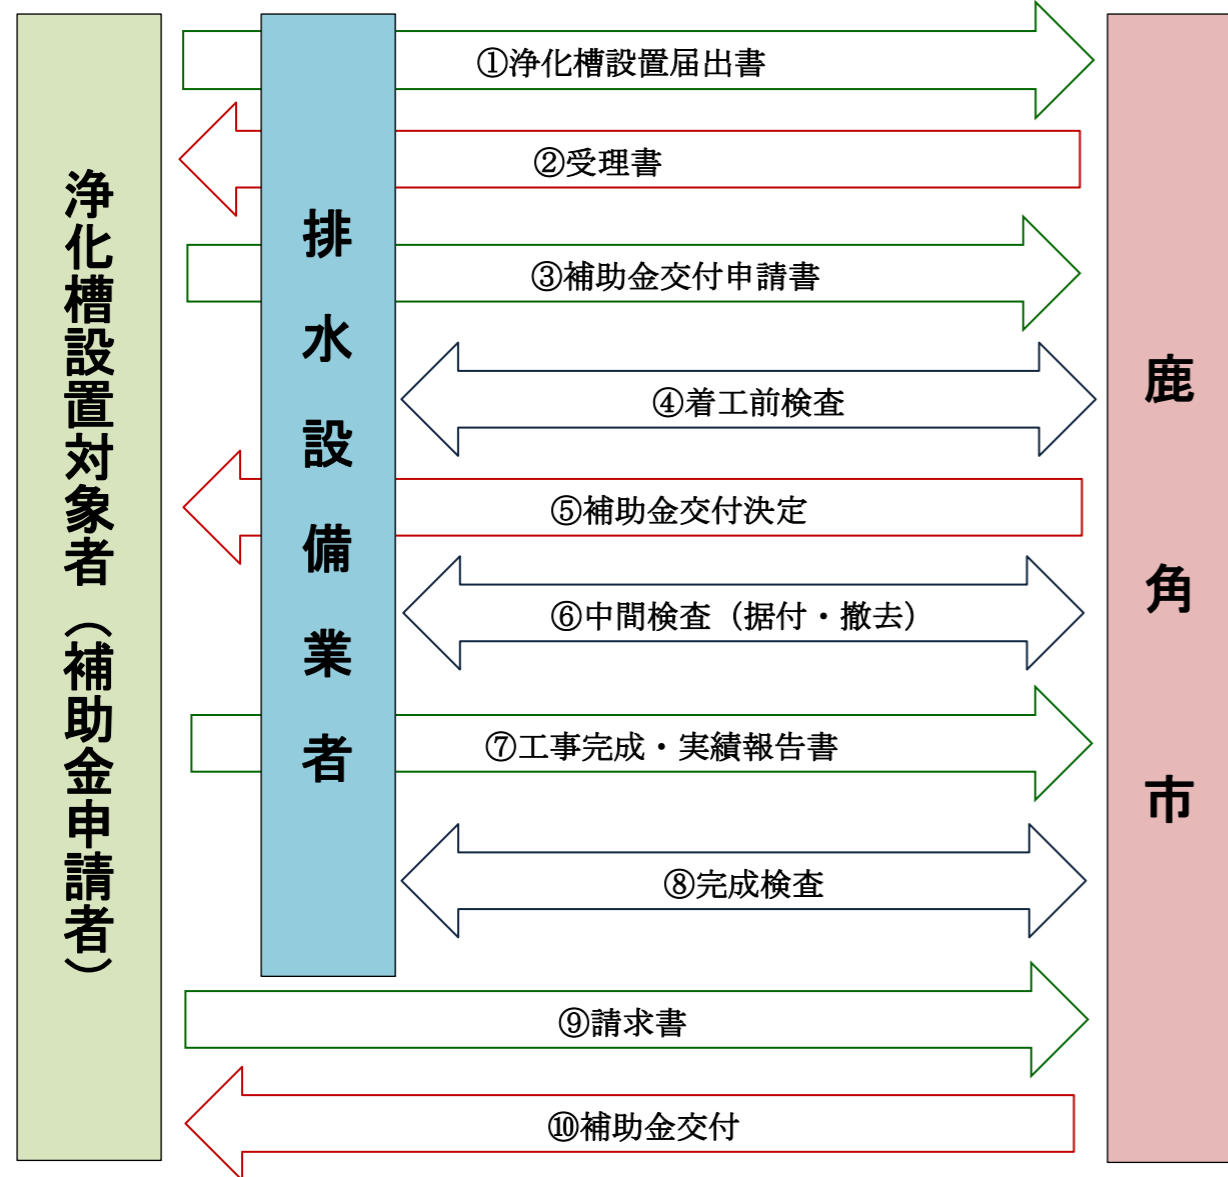 浄化槽設置対象者（補助金申請者）
排水設備業者
①浄化槽設置届出書
②受理書
③補助金交付申請書
④着工前検査
⑤補助金交付決定
⑥中間検査（据付・撤去）
⑦工事完成・実績報告書
⑧完成検査
⑨請求書
⑩補助金交付
鹿角市